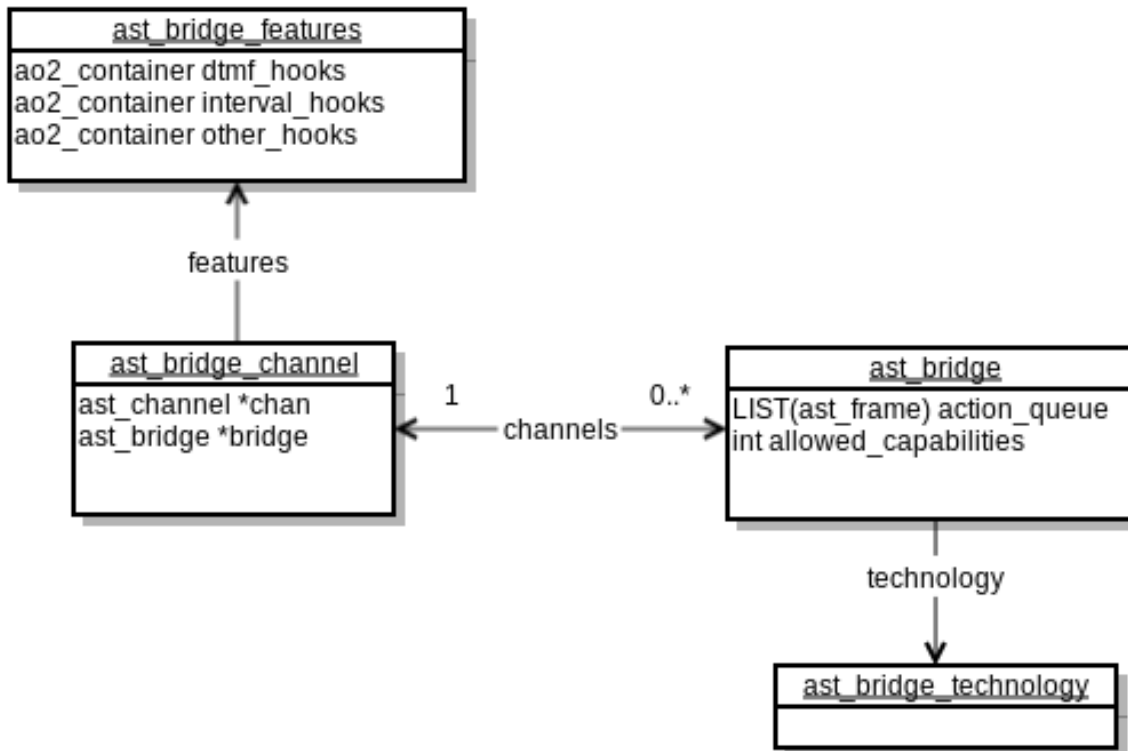 ast_bridge_features
ao2_container dtmf_hooks
ao2_container interval_hooks
ao2_container other_hooks
features
ast_bridge_channel
ast_channel *chan
ast_bridge *bridge
1
0..*
channels
ast_bridge
LIST(ast_frame) action_queue
int allowed_capabilities
technology
ast_bridge_technology